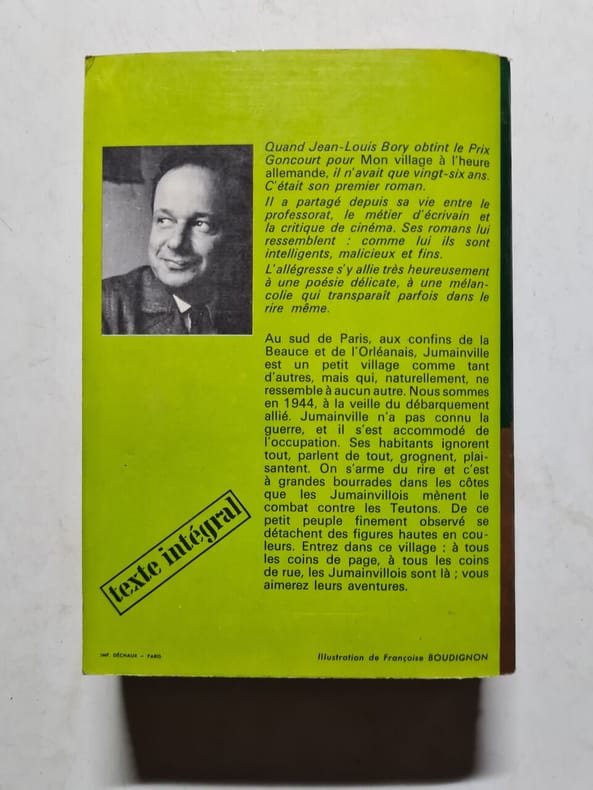 Quand Jean-Louis Bory obtint le Prix
Goncourt pour Mon village à l'heure
allemande, il n'avait que vingt-six ans.
C'était son premier roman.
Il a partagé depuis sa vie entre le
professorat, le métier d'écrivain et
la critique de cinéma. Ses romans lui
ressemblent : comme lui ils sont
intelligents, malicieux et fins.
L'allégresse s'y allie très heureusement
à une poésie délicate, à une mélan-
colie qui transparaît parfois dans le
rire même.
Au sud de Paris, aux confins de la
Beauce et de l'Orléanais, Jumainville
est un petit village comme tant
d'autres, mais qui, naturellement, ne
ressemble à aucun autre. Nous sommes
en 1944, à la veille du débarquement
allié. Jumainville n'a pas connu la
guerre, et il s'est accommodé de
l'occupation. Ses habitants ignorent
tout, parlent de tout, grognent, plai-
santent. On s'arme du rire et c'est
à grandes bourrades dans les côtes
que les Jumainvillois mènent le
combat contre les Teutons. De ce
petit peuple finement observé se
détachent des figures hautes en cou-
leurs. Entrez dans ce village ; à tous
les coins de page, à tous les coins
de rue, les Jumainvillois sont là ; vous
aimerez leurs aventures.
texte intégral
IMP. DÉCHAUX - PARIS
Illustration de Françoise BOUDIGNON